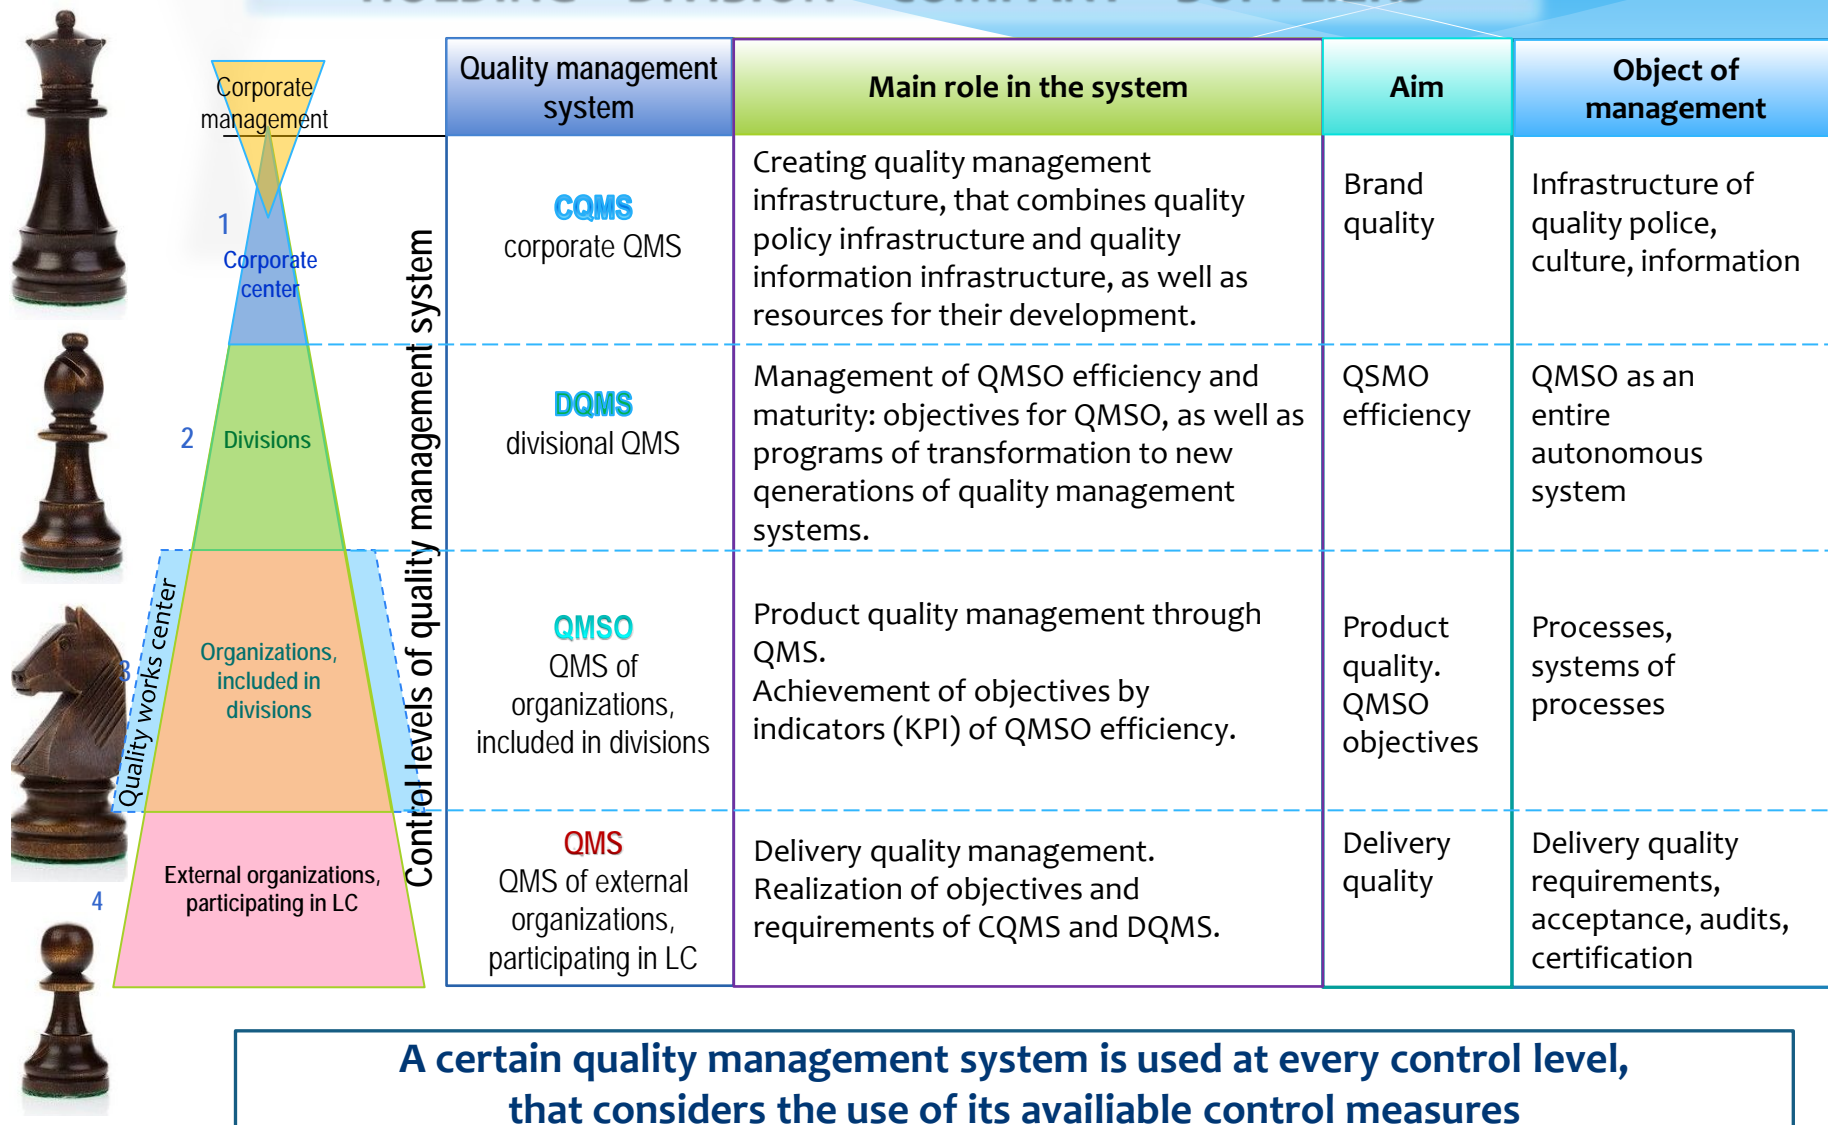 HOLDING - DIVISION - COMPANY - SUPPLIERS
Corporate
management
1
Corporate
center
2
Divisions
3
Quality works center
Organizations,
included in
divisions
4
External organizations,
participating in LC
Control levels of quality management system
Quality management
system
Main role in the system
Aim
Object of
management
CQMS
corporate QMS
Creating quality management
infrastructure, that combines quality
policy infrastructure and quality
information infrastructure, as well as
resources for their development.
Brand
quality
Infrastructure of
quality police,
culture, information
DQMS
divisional QMS
Management of QMSO efficiency and
maturity: objectives for QMSO, as well as
programs of transformation to new
qenerations of quality management
systems.
QSMO
efficiency
QMSO as an
entire
autonomous
system
QMSO
QMS of
organizations,
included in divisions
Product quality management through
QMS.
Achievement of objectives by
indicators (KPI) of QMSO efficiency.
Product
quality.
QMSO
objectives
Processes,
systems of
processes
QMS
QMS of external
organizations,
participating in LC
Delivery quality management.
Realization of objectives and
requirements of CQMS and DQMS.
Delivery
quality
Delivery quality
requirements,
acceptance, audits,
certification
A certain quality management system is used at every control level,
that considers the use of its availiable control measures